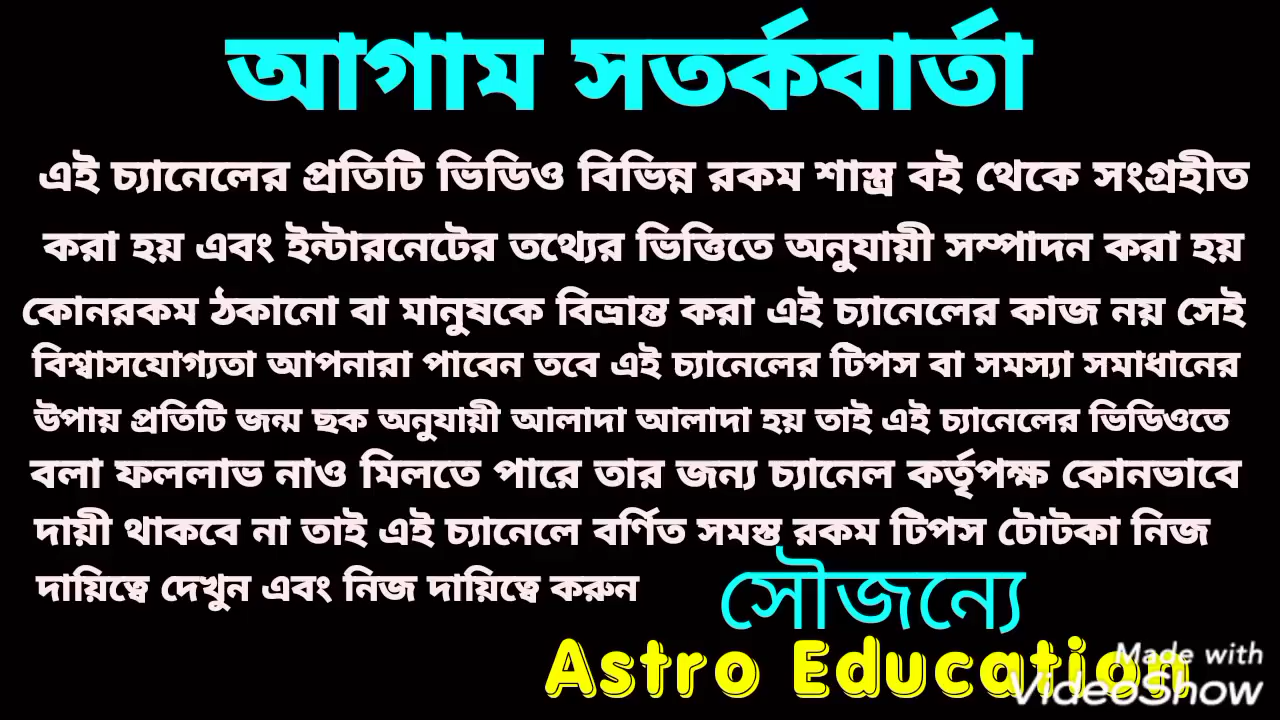 আগাম সতর্কবার্তা
এই চ্যানেলের প্রতিটি ভিডিও বিভিন্ন রকম শাস্ত্র বই থেকে সংগ্রহীত
করা হয় এবং ইন্টারনেটের তথ্যের ভিত্তিতে অনুযায়ী সম্পাদন করা হয়
কোনরকম ঠকানো বা মানুষকে বিভ্রান্ত করা এই চ্যানেলের কাজ নয় সেই
বিশ্বাসযোগ্যতা আপনারা পাবেন তবে এই চ্যানেলের টিপস বা সমস্যা সমাধানের
উপায় প্রতিটি জন্ম ছক অনুযায়ী আলাদা আলাদা হয় তাই এই চ্যানেলের ভিডিওতে
বলা ফললাভ নাও মিলতে পারে তার জন্য চ্যানেল কর্তৃপক্ষ কোনভাবে
দায়ী থাকবে না তাই এই চ্যানেলে বর্ণিত সমস্ত রকম টিপস টোটকা নিজ
দায়িত্বে দেখুন এবং নিজ দায়িত্বে করুন
সৌজন্যে
Astro Education
Made with
VideoShow